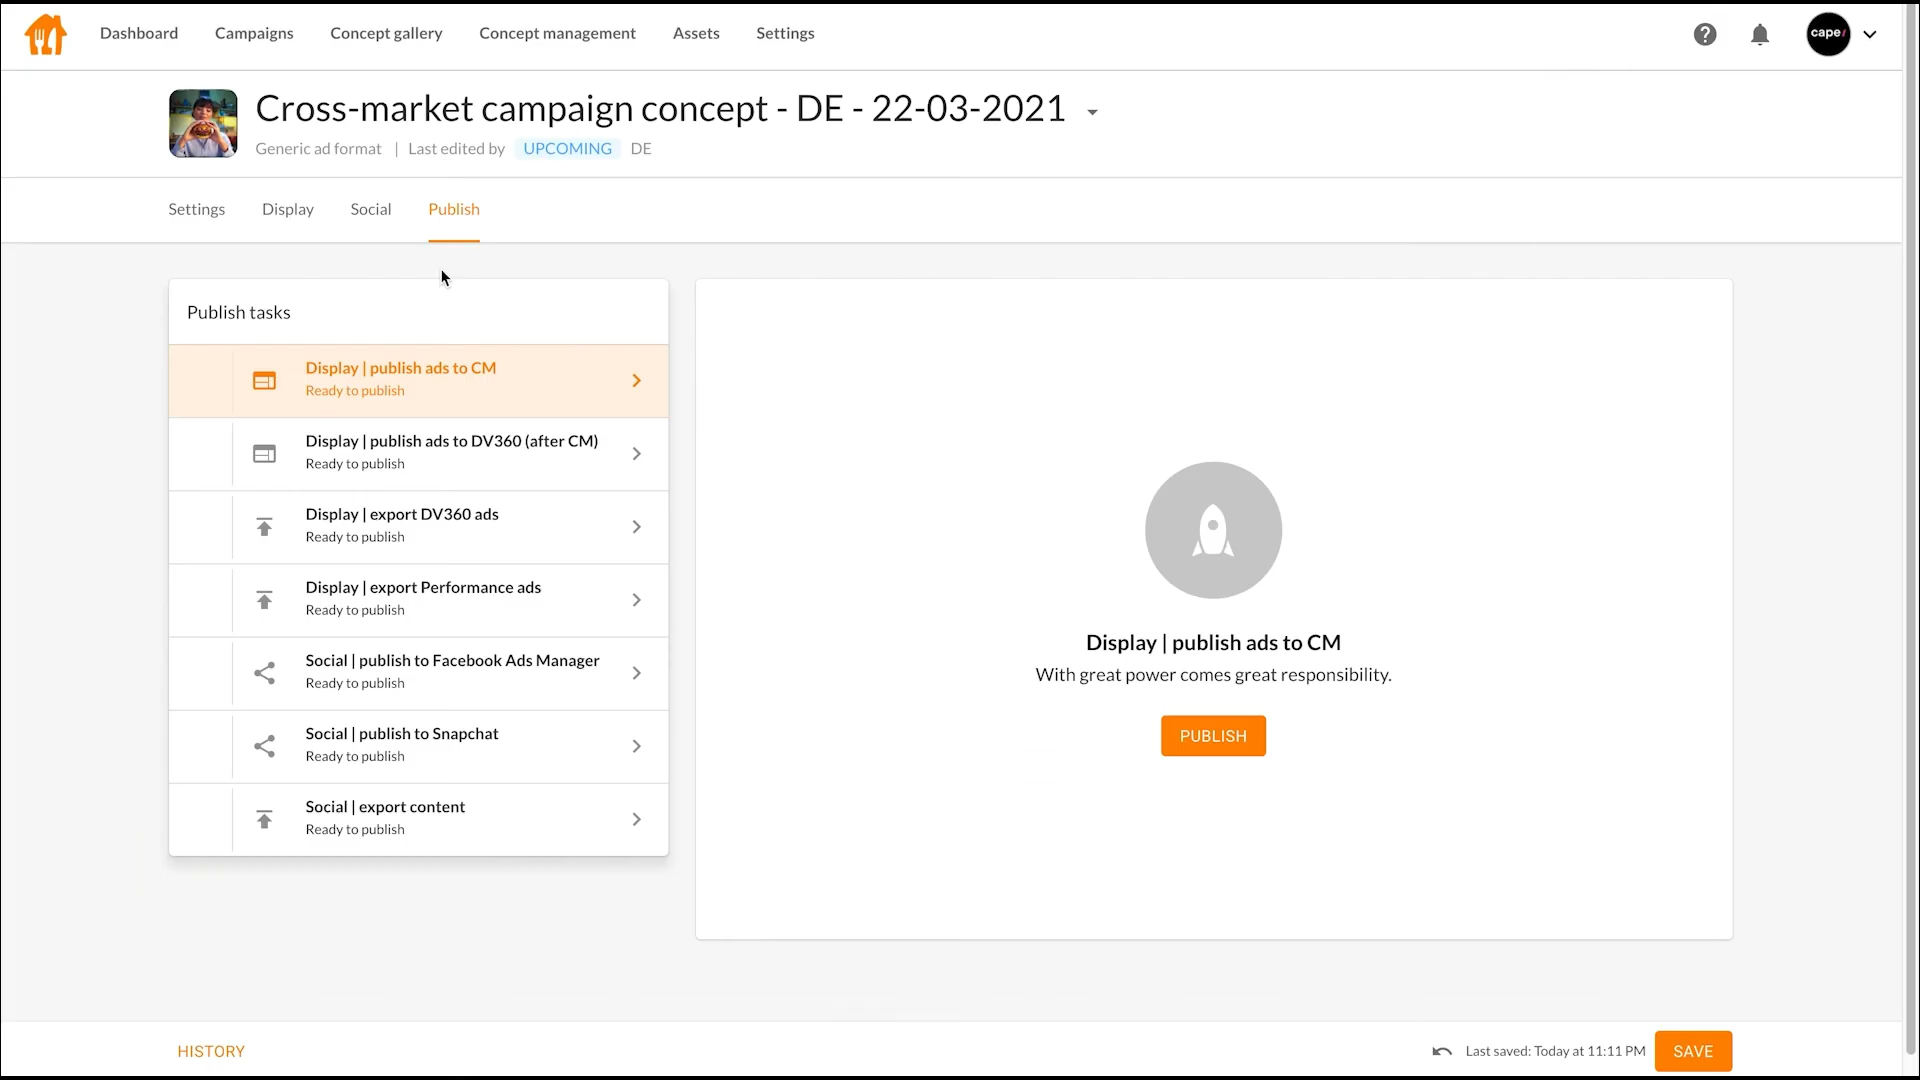 Dashboard
Campaigns
Concept gallery
Concept management
Assets
Settings
cape/
Cross-market campaign concept - DE - 22-03-2021
Generic ad format | Last edited by UPCOMING DE
Settings
Display
Social
Publish
Publish tasks
Display | publish ads to CM
Ready to publish
Display | publish ads to DV360 (after CM)
Ready to publish
Display | export DV360 ads
Ready to publish
Display | export Performance ads
Ready to publish
Social | publish to Facebook Ads Manager
Ready to publish
Social | publish to Snapchat
Ready to publish
Social | export content
Ready to publish
Display | publish ads to CM
With great power comes great responsibility.
PUBLISH
HISTORY
Last saved: Today at 11:11 PM
SAVE